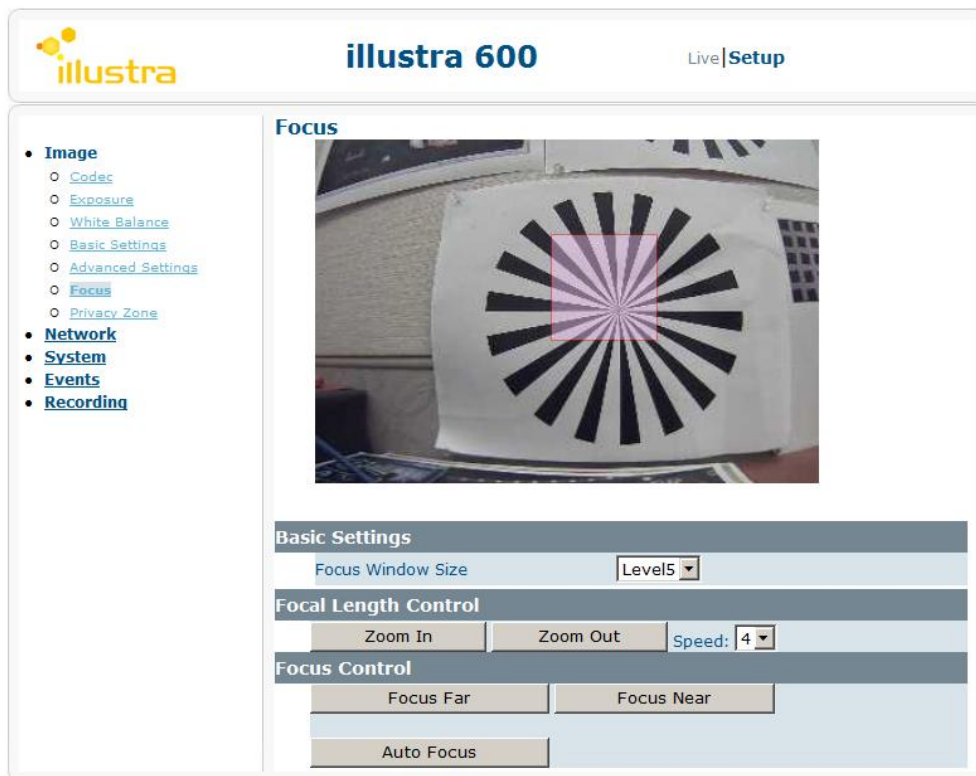 illustra
illustra 600
Live|Setup
Image
Codec
Exposure
White Balance
Basic Settings
Advanced Settings
Focus
Privacy Zone
Network
System
Events
Recording
Focus
Basic Settings
Focus Window Size
Level5
Focal Length Control
Zoom In
Zoom Out
Speed: 4
Focus Control
Focus Far
Focus Near
Auto Focus